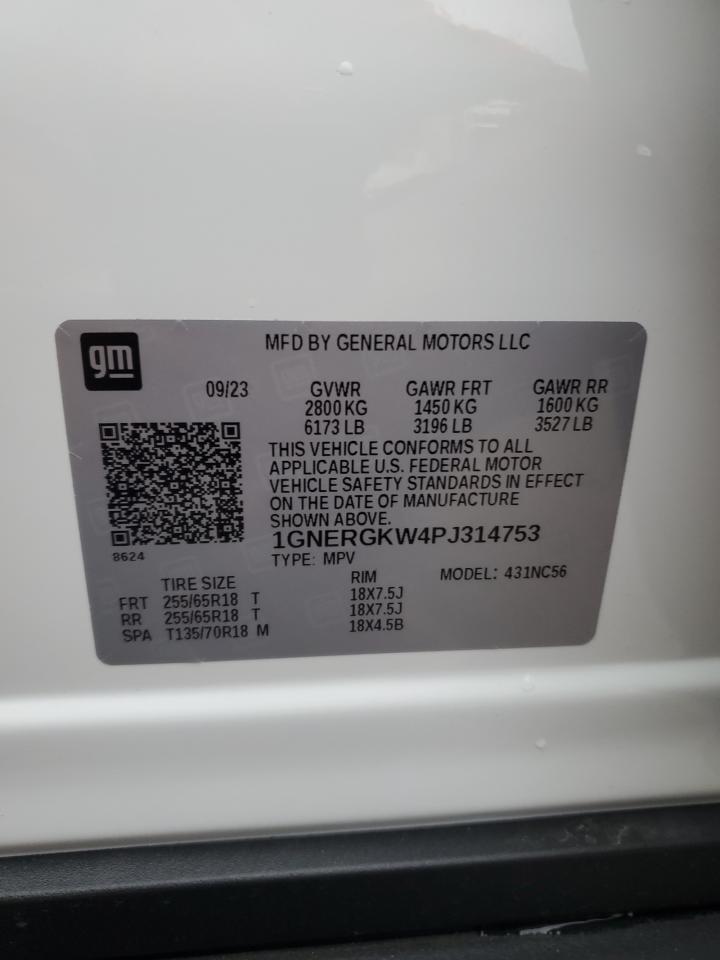 gm
MFD BY GENERAL MOTORS LLC
09/23 GVWR GAWR FRT GAWR RR
2800 KG 1450 KG 1600 KG
6173 LB 3196 LB 3527 LB
THIS VEHICLE CONFORMS TO ALL
APPLICABLE U.S. FEDERAL MOTOR
VEHICLE SAFETY STANDARDS IN EFFECT
ON THE DATE OF MANUFACTURE
SHOWN ABOVE.
1GNERGKW4PJ314753
8624
TYPE: MPV
TIRE SIZE RIM MODEL: 431NC56
FRT 255/65R18 T 18X7.5J
RR 255/65R18 T 18X7.5J
SPA T135/70R18 M 18X4.5B